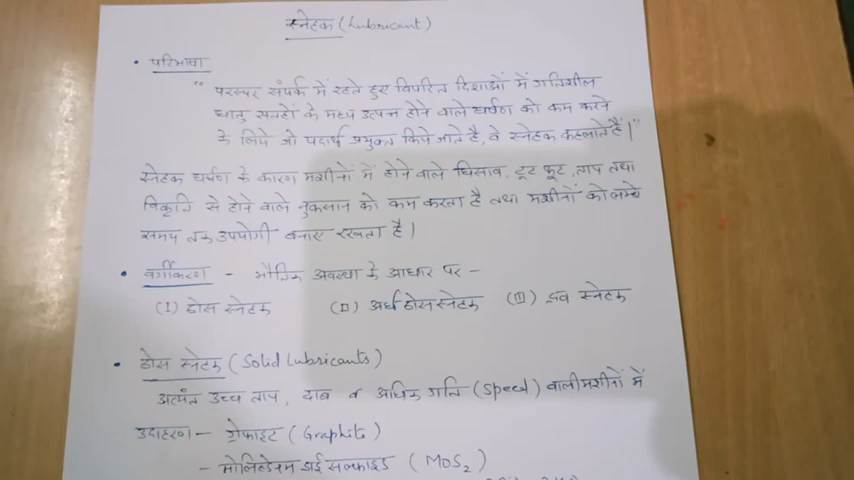 स्नेहक (Lubricant)
• परिभाषा
" परस्पर संपर्क में रहते हुए विपरित दिशाओं में गतिशील
धातु सतहों के मध्य उत्पन्न होने वाले घर्षण को कम करने
के लिये जो पदार्थ प्रयुक्त किये जाते है, वे स्नेहक कहलाते हैं।"
स्नेहक घर्षण के कारण मशीनों में होने वाले घिसाव, टूट फूट, ताप तथा
विकृति से होने वाले नुकसान को कम करता है तथा मशीनों को लम्बे
समय तक उपयोगी बनाए रखता है।
• वर्गीकरण - भौतिक अवस्था के आधार पर -
(I) ठोस स्नेहक (II) अर्ध ठोस स्नेहक (III) द्रव स्नेहक
• ठोस स्नेहक (Solid Lubricants)
अत्यंत उच्च ताप, दाब व अधिक गति (Speed) वाली मशीनों में
उदाहरण - ग्रेफाइट (Graphite)
- मोलिब्डेनम डाई सल्फाइड (MoS₂)